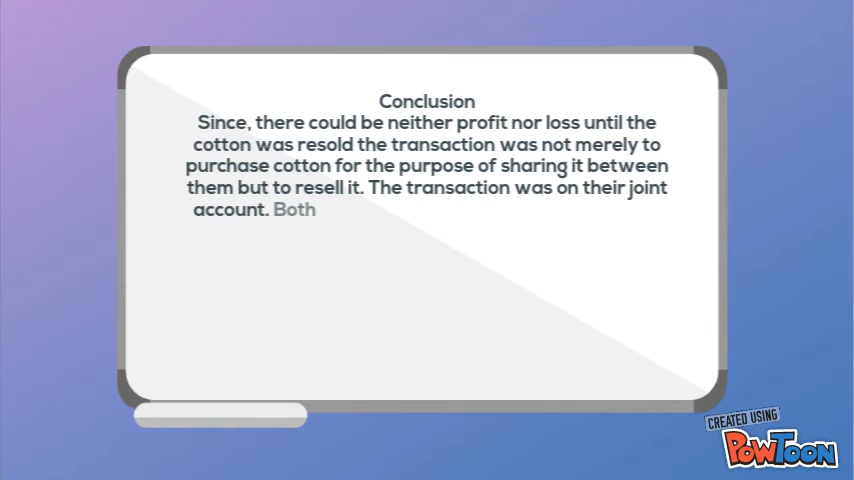 Conclusion
Since, there could be neither profit nor loss until the
cotton was resold the transaction was not merely to
purchase cotton for the purpose of sharing it between
them but to resell it. The transaction was on their joint
account. Both
CREATED USING
POWTOON